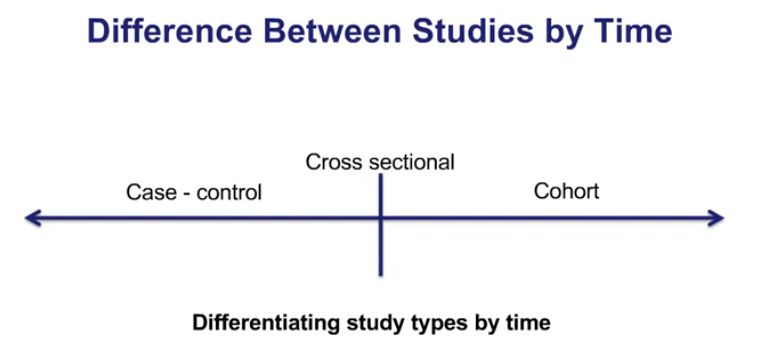 Difference Between Studies by Time
Cross sectional
Case - control
Cohort
Differentiating study types by time